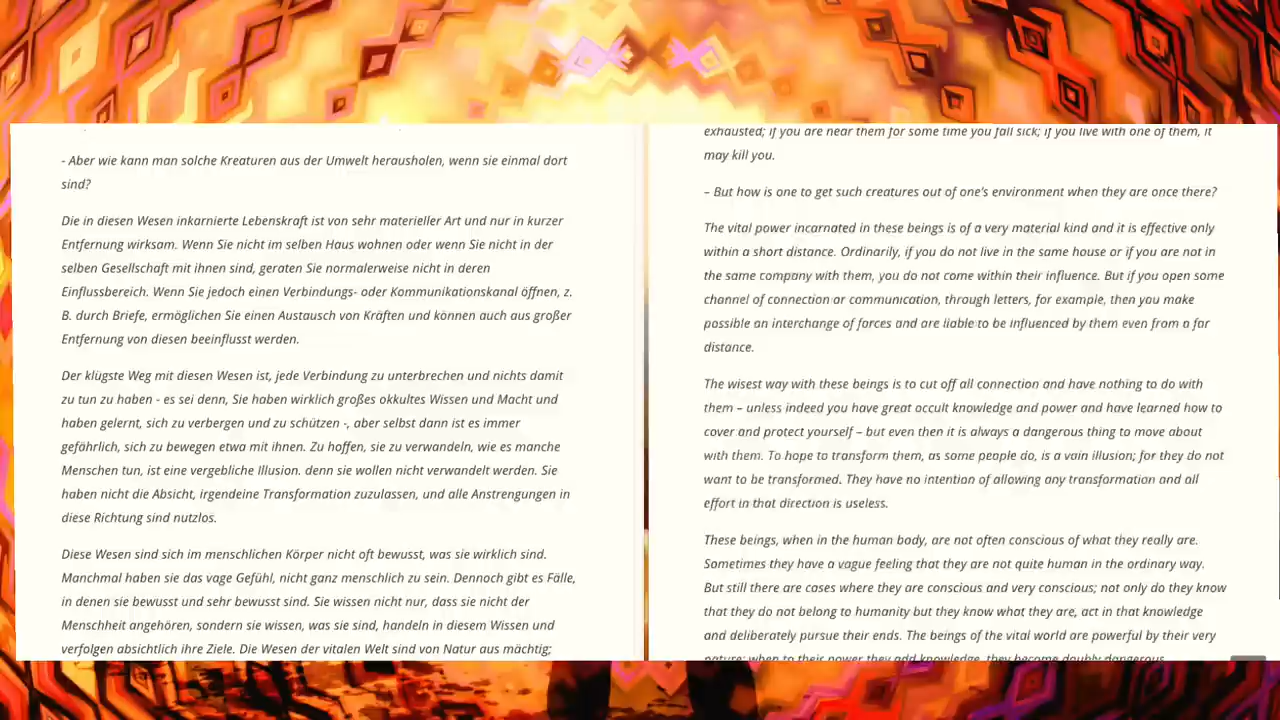 - Aber wie kann man solche Kreaturen aus der Umwelt herausholen, wenn sie einmal dort
sind?
Die in diesen Wesen inkarnierte Lebenskraft ist von sehr materieller Art und nur in kurzer
Entfernung wirksam. Wenn Sie nicht im selben Haus wohnen oder wenn Sie nicht in der
selben Gesellschaft mit ihnen sind, geraten Sie normalerweise nicht in deren
Einflussbereich. Wenn Sie jedoch einen Verbindungs- oder Kommunikationskanal öffnen, z.
B. durch Briefe, ermöglichen Sie einen Austausch von Kräften und können auch aus großer
Entfernung von diesen beeinflusst werden.
Der klügste Weg mit diesen Wesen ist, jede Verbindung zu unterbrechen und nichts damit
zu tun zu haben - es sei denn, Sie haben wirklich großes okkultes Wissen und Macht und
haben gelernt, sich zu verbergen und zu schützen -, aber selbst dann ist es immer
gefährlich, sich zu bewegen etwa mit ihnen. Zu hoffen, sie zu verwandeln, wie es manche
Menschen tun, ist eine vergebliche Illusion. denn sie wollen nicht verwandelt werden. Sie
haben nicht die Absicht, irgendeine Transformation zuzulassen, und alle Anstrengungen in
diese Richtung sind nutzlos.
Diese Wesen sind sich im menschlichen Körper nicht oft bewusst, was sie wirklich sind.
Manchmal haben sie das vage Gefühl, nicht ganz menschlich zu sein. Dennoch gibt es Fälle,
in denen sie bewusst und sehr bewusst sind. Sie wissen nicht nur, dass sie nicht der
Menschheit angehören, sondern sie wissen, was sie sind, handeln in diesem Wissen und
verfolgen absichtlich ihre Ziele. Die Wesen der vitalen Welt sind von Natur aus mächtig;
exhausted; if you are near them for some time you fall sick; if you live with one of them, it
may kill you.
– But how is one to get such creatures out of one's environment when they are once there?
The vital power incarnated in these beings is of a very material kind and it is effective only
within a short distance. Ordinarily, if you do not live in the same house or if you are not in
the same company with them, you do not come within their influence. But if you open some
channel of connection or communication, through letters, for example, then you make
possible an interchange of forces and are liable to be influenced by them even from a far
distance.
The wisest way with these beings is to cut off all connection and have nothing to do with
them – unless indeed you have great occult knowledge and power and have learned how to
cover and protect yourself – but even then it is always a dangerous thing to move about
with them. To hope to transform them, as some people do, is a vain illusion; for they do not
want to be transformed. They have no intention of allowing any transformation and all
effort in that direction is useless.
These beings, when in the human body, are not often conscious of what they really are.
Sometimes they have a vague feeling that they are not quite human in the ordinary way.
But still there are cases where they are conscious and very conscious; not only do they know
that they do not belong to humanity but they know what they are, act in that knowledge
and deliberately pursue their ends. The beings of the vital world are powerful by their very
nature; when to their power they add knowledge, they become doubly dangerous.